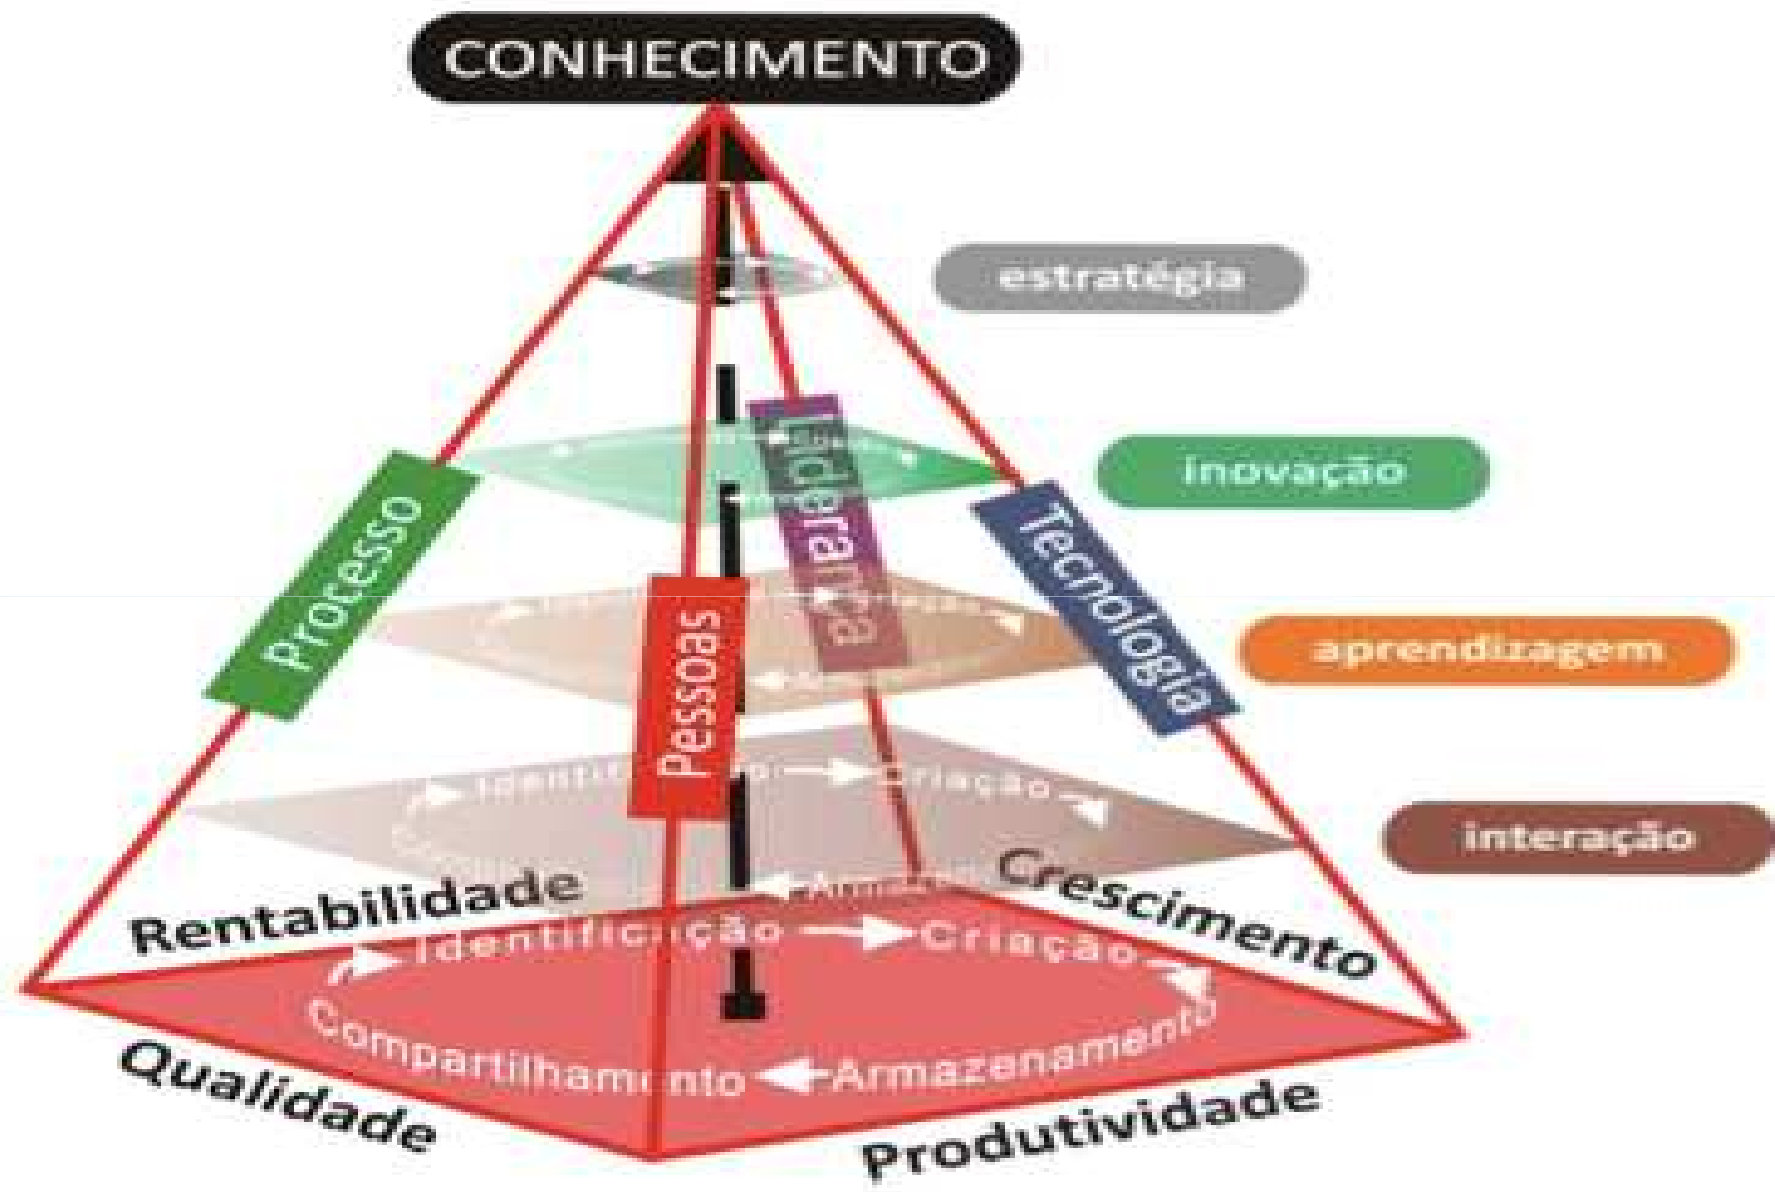 CONHECIMENTO
estratégia
inovação
Processo
Liderança
Tecnologia
Pessoas
aprendizagem
Criação
interação
Rentabilidade
Crescimento
Identificação
Criação
Compartilhamento
Armazenamento
Qualidade
Produtividade